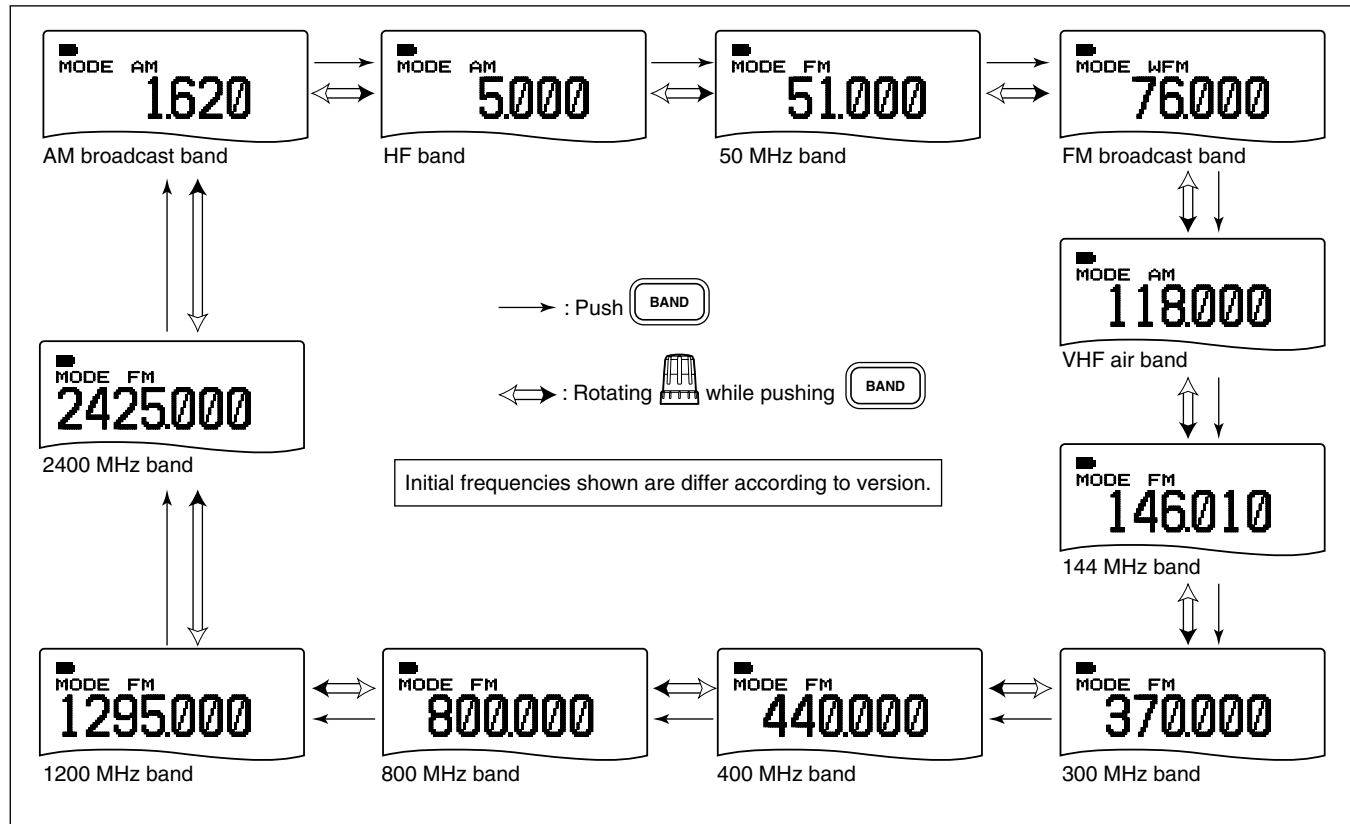 MODE AM
1.620
AM broadcast band
MODE AM
5.000
HF band
MODE FM
51.000
50 MHz band
MODE WFM
76.000
FM broadcast band
MODE AM
118.000
VHF air band
: Push BAND
: Rotating while pushing BAND
MODE FM
2425.000
2400 MHz band
Initial frequencies shown are differ according to version.
MODE FM
146.010
144 MHz band
MODE FM
1295.000
1200 MHz band
MODE FM
800.000
800 MHz band
MODE FM
440.000
400 MHz band
MODE FM
370.000
300 MHz band